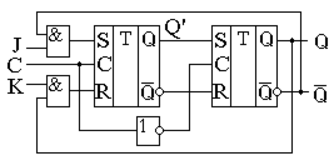 Q'
& S T Q S T Q Q
J
C C C
K & R Q̅ R Q̅ Q̅
1